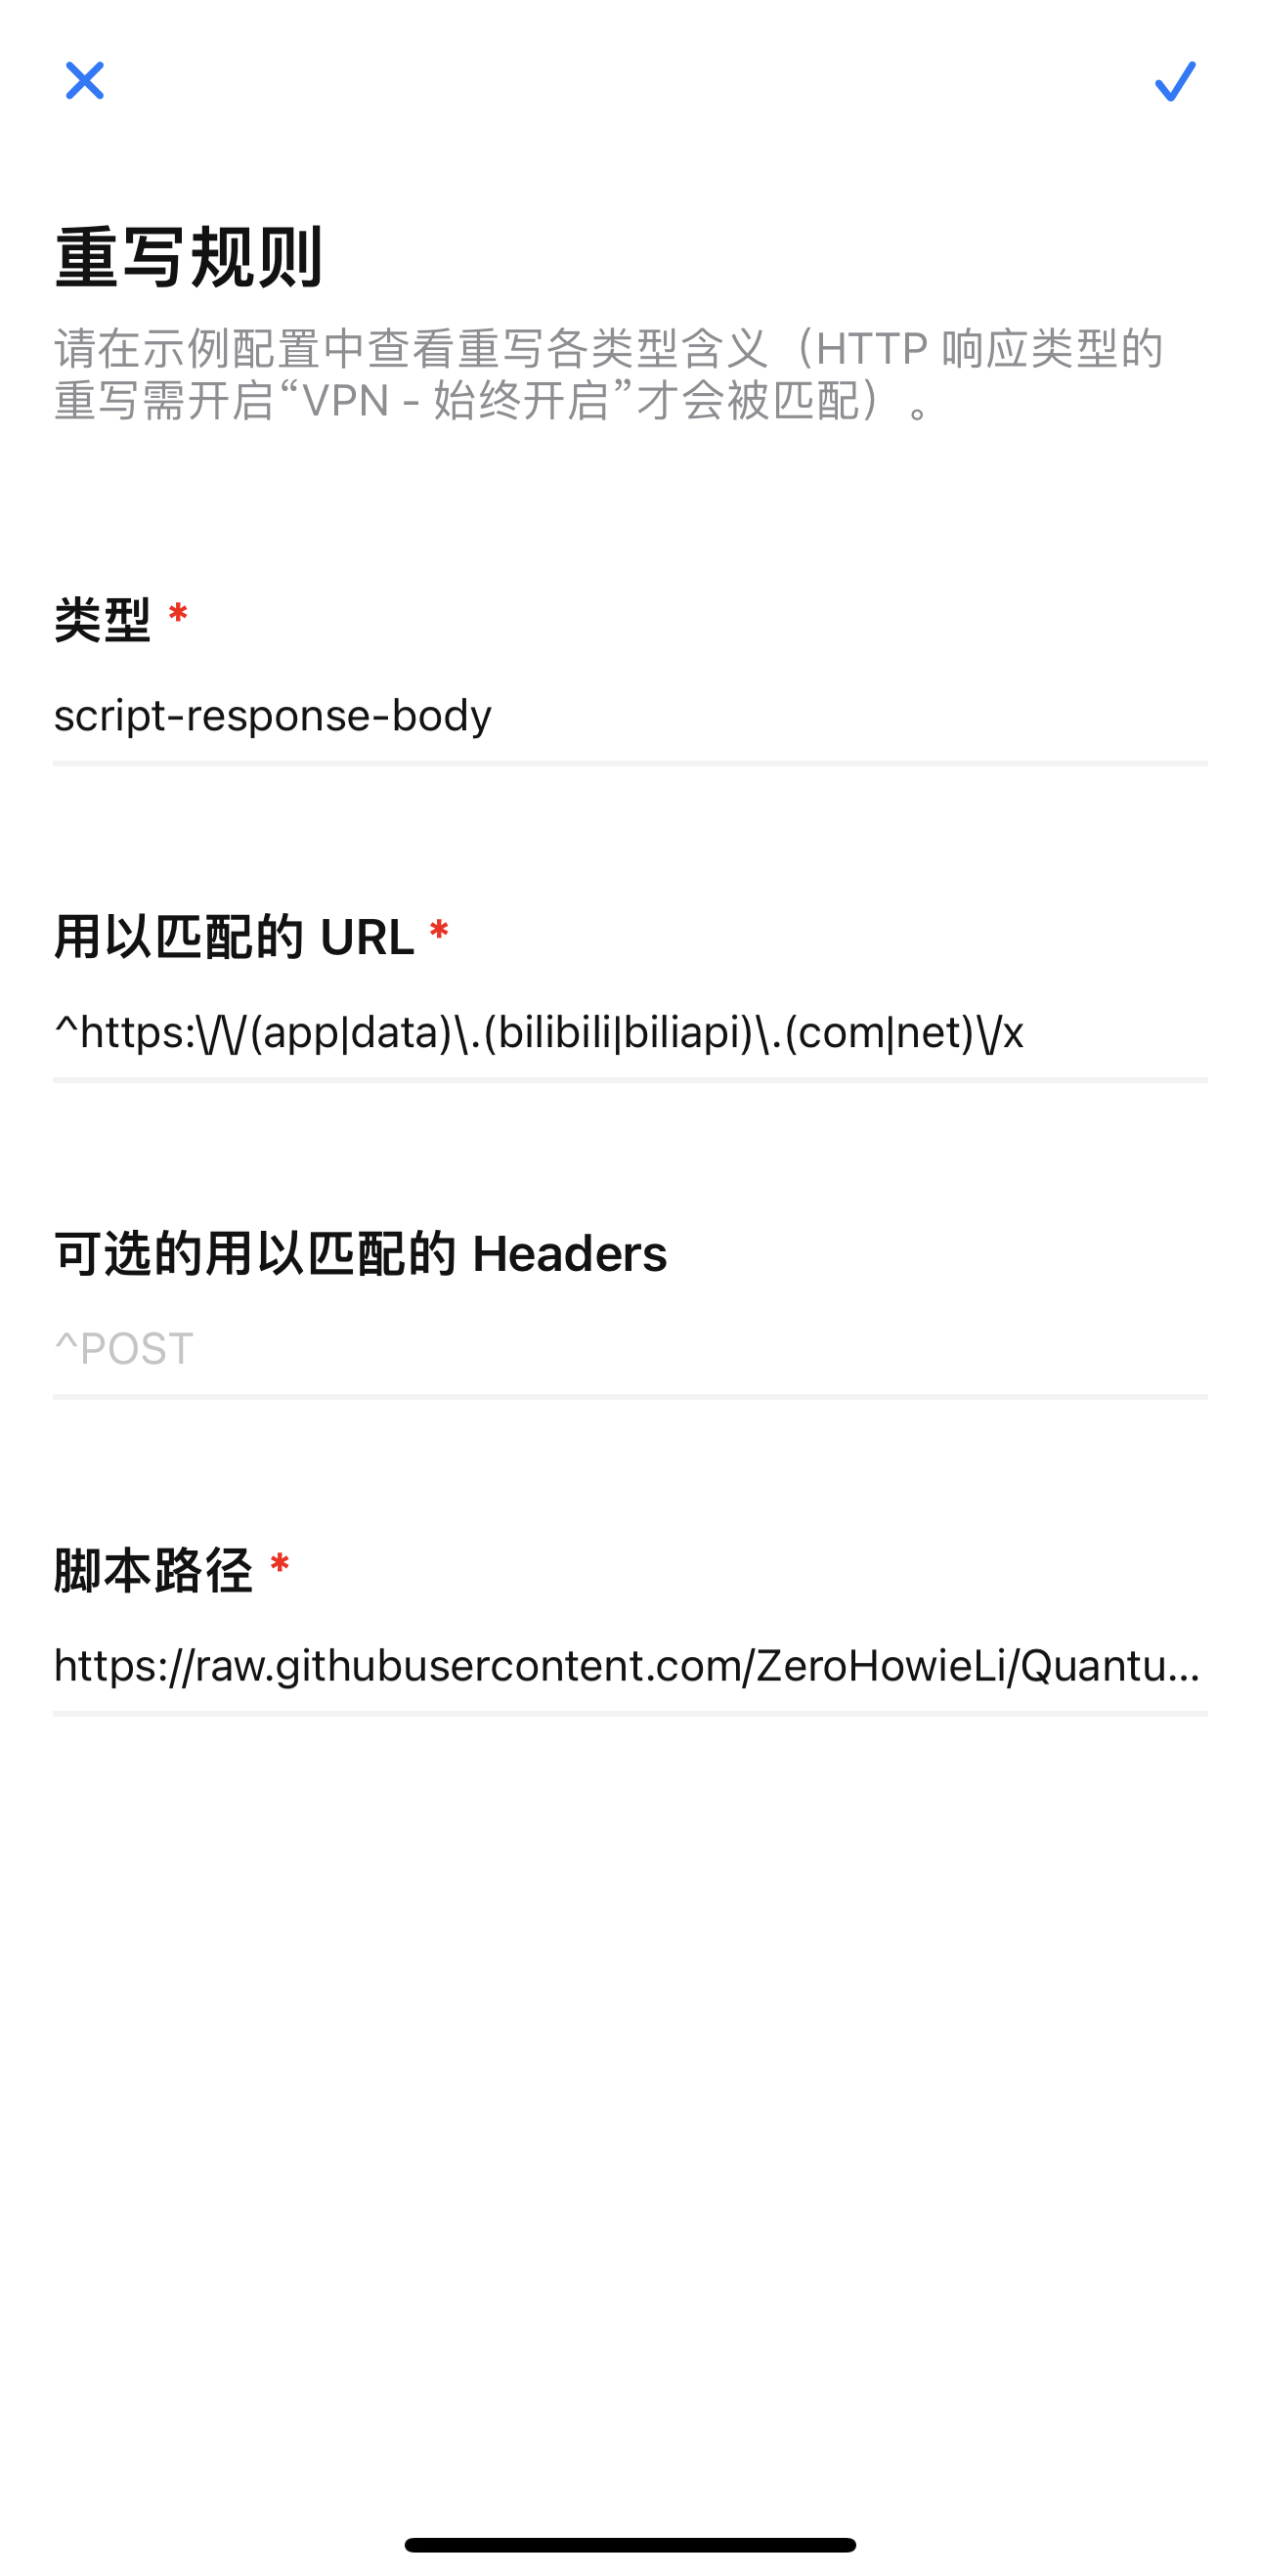 重写规则
请在示例配置中查看重写各类型含义（HTTP 响应类型的
重写需开启“VPN - 始终开启”才会被匹配）。
类型 *
script-response-body
用以匹配的 URL *
^https:\/\/(app|data)\.(bilibili|biliapi)\.(com|net)\/x
可选的用以匹配的 Headers
^POST
脚本路径 *
https://raw.githubusercontent.com/ZeroHowieLi/Quantu...